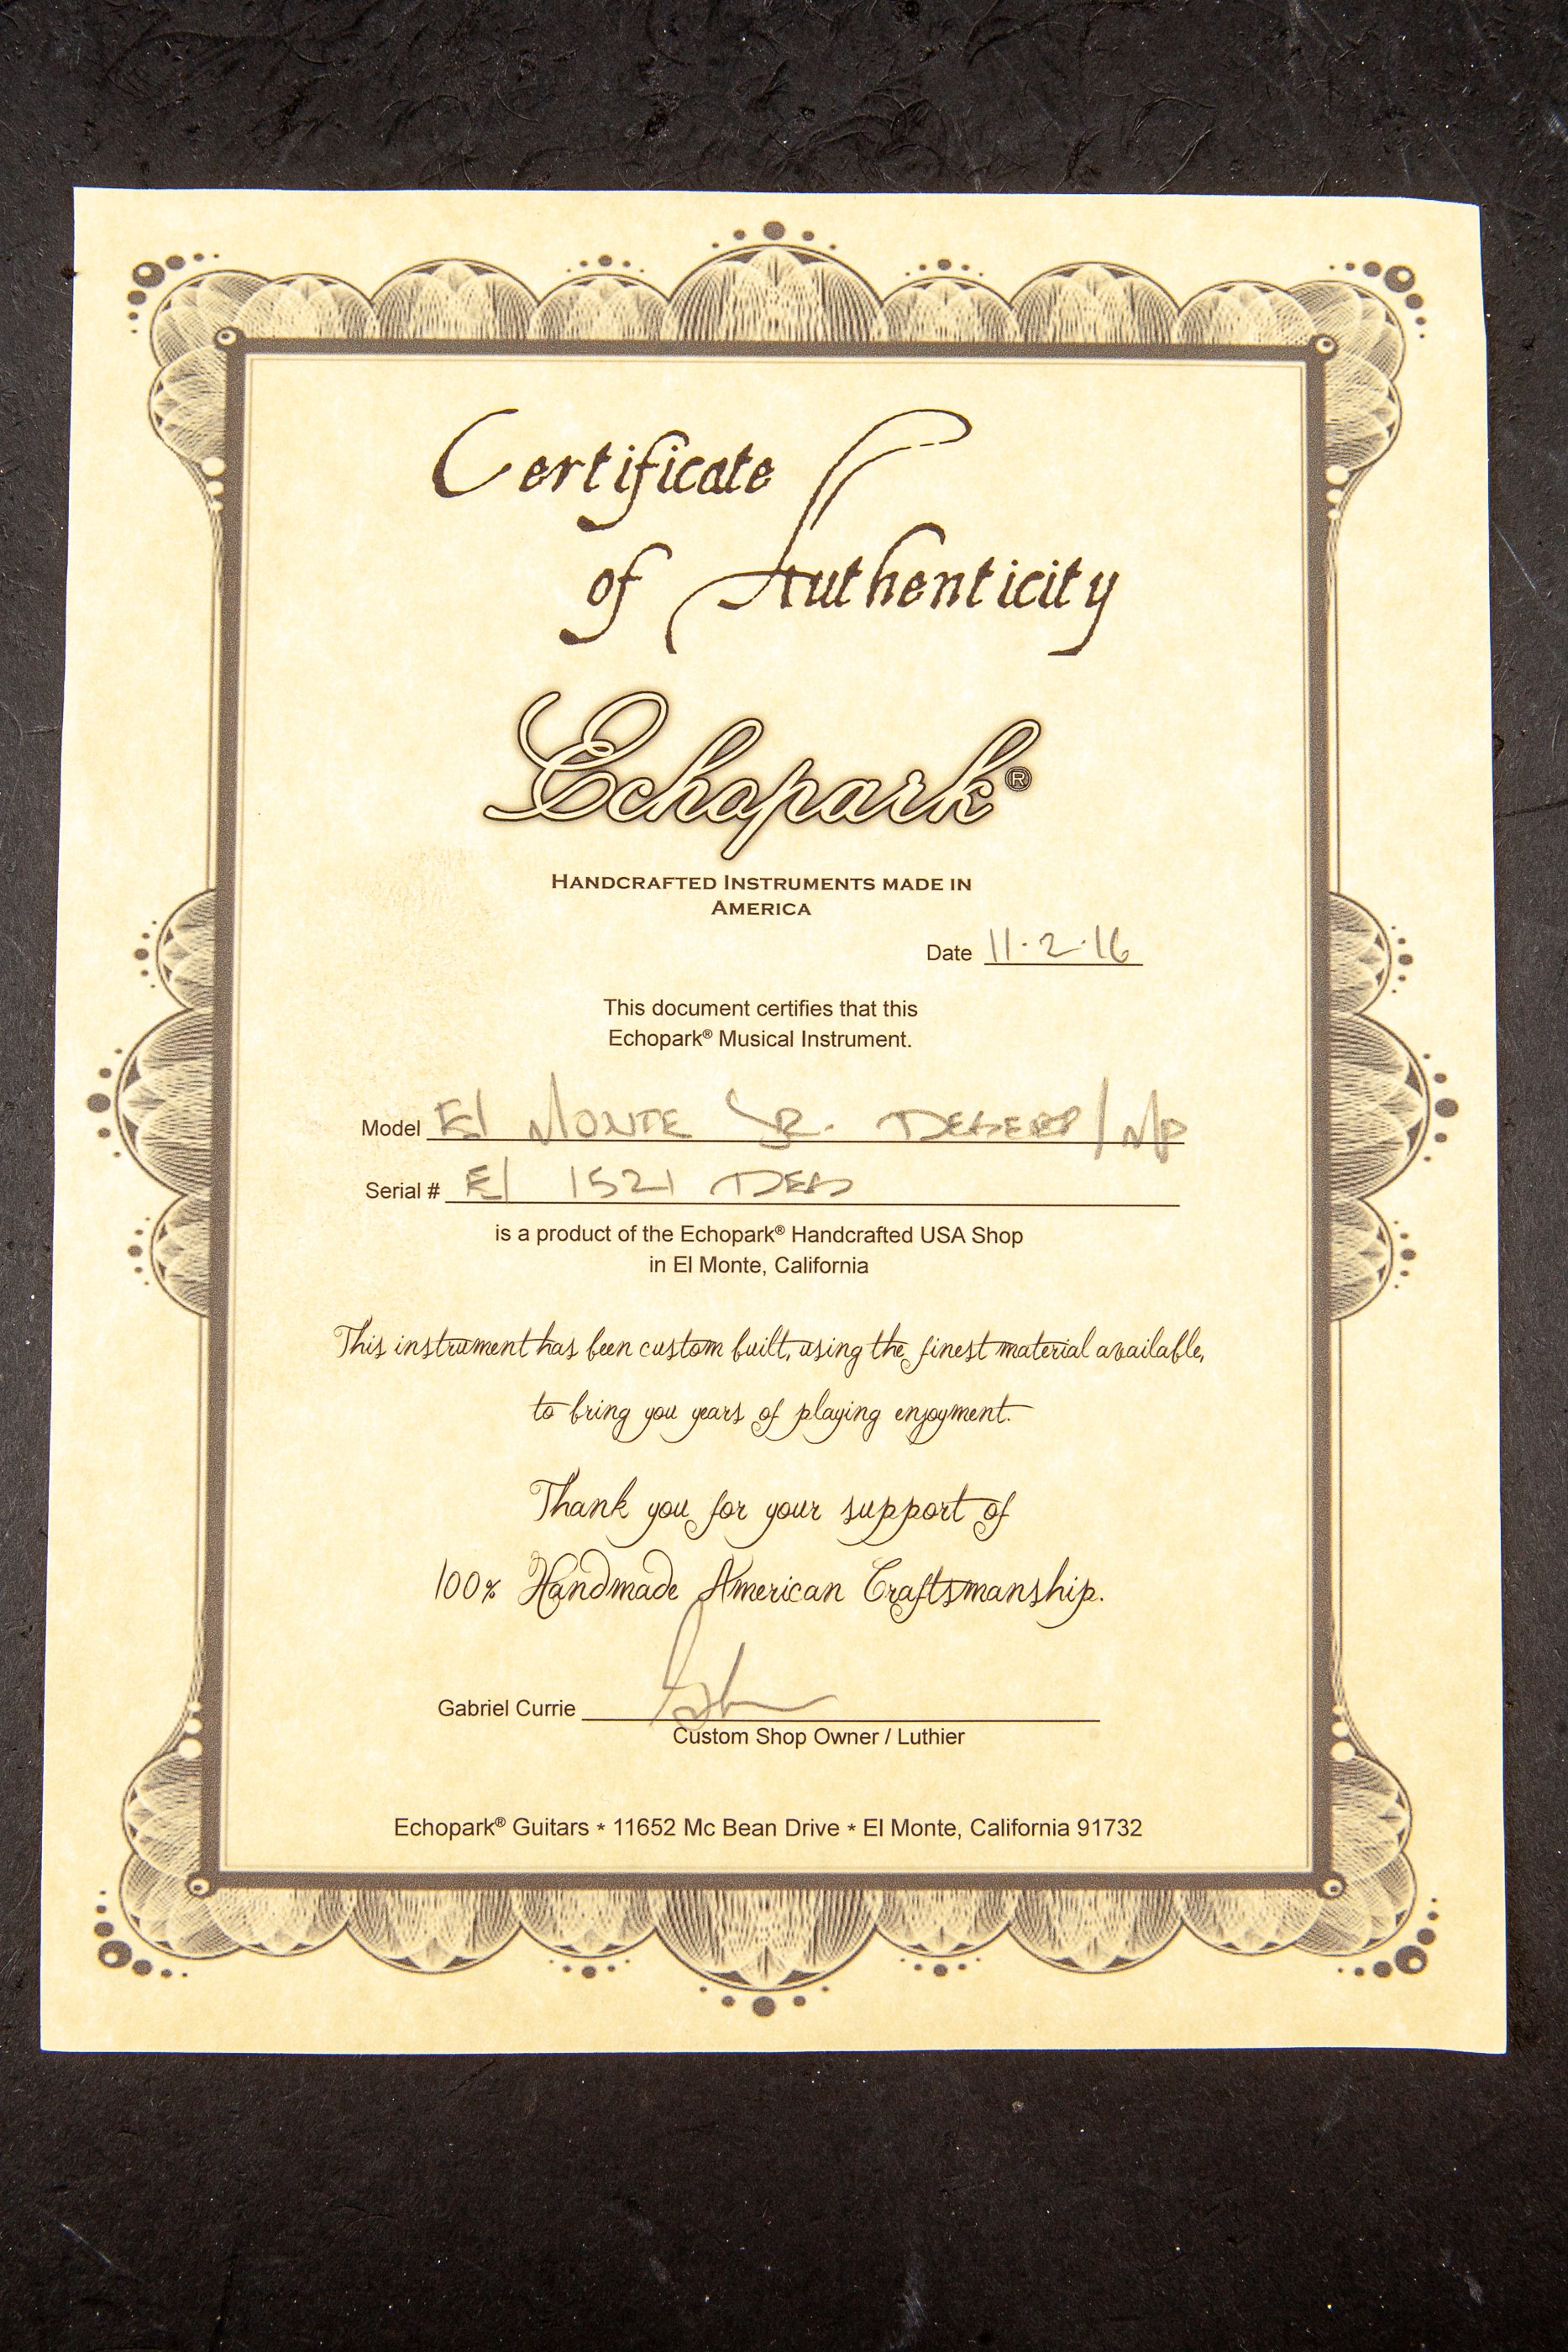 Certificate
of Authenticity
Echopark®
HANDCRAFTED INSTRUMENTS MADE IN
AMERICA
Date 11·2·16
This document certifies that this
Echopark® Musical Instrument.
Model El MONTE JR.
Serial # El 1521
is a product of the Echopark® Handcrafted USA Shop
in El Monte, California
This instrument has been custom built, using the finest material available,
to bring you years of playing enjoyment.
Thank you for your support of
100% Handmade American Craftsmanship.
Gabriel Currie
Custom Shop Owner / Luthier
Echopark® Guitars * 11652 Mc Bean Drive * El Monte, California 91732